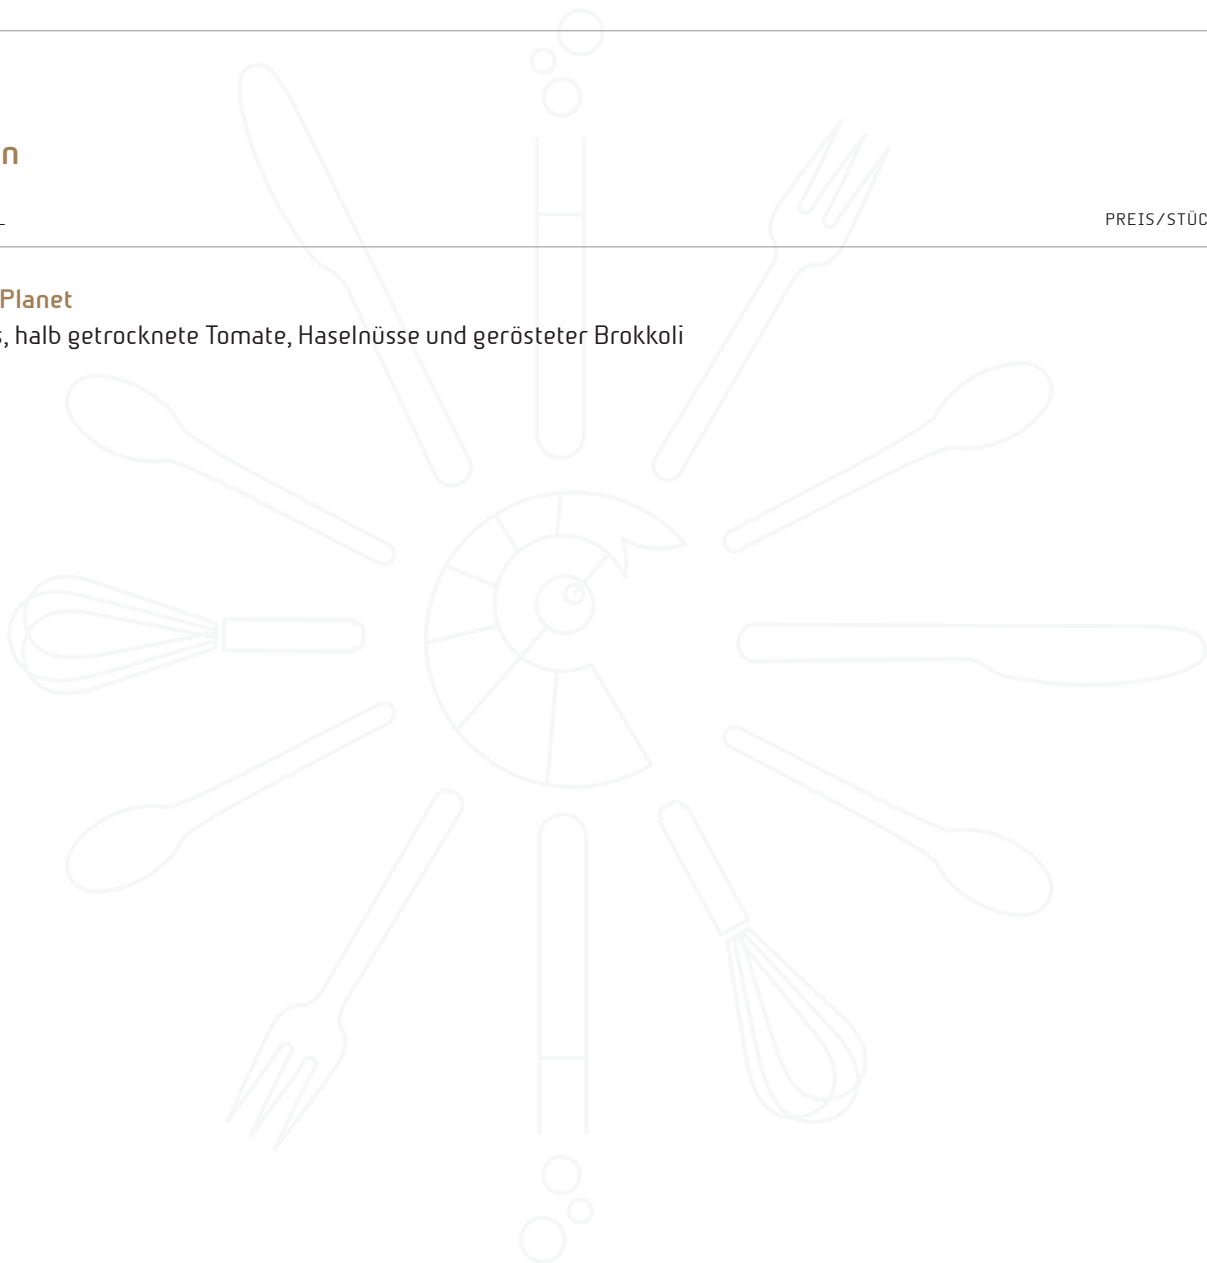 n
PREIS/STÜC
Planet
s, halb getrocknete Tomate, Haselnüsse und gerösteter Brokkoli